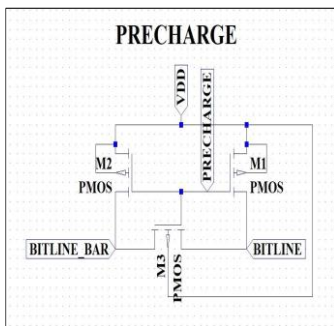 PRECHARGE
VDD
PRECHARGE
M2
M1
PMOS
PMOS
BITLINE_BAR
BITLINE
M3
PMOS